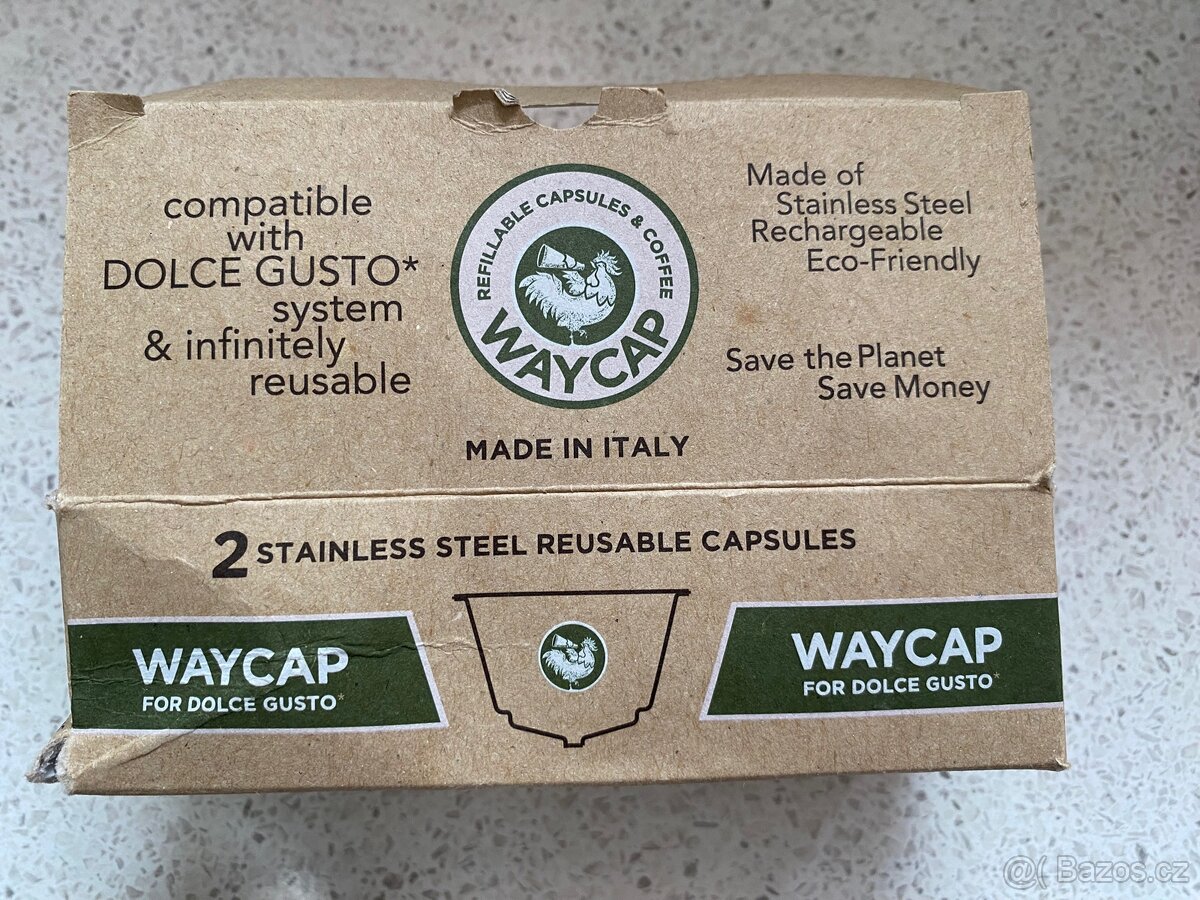 compatible
with
DOLCE GUSTO*
system
& infinitely
reusable
REFILLABLE CAPSULES & COFFEE
WAYCAP
MADE IN ITALY
Made of
Stainless Steel
Rechargeable
Eco-Friendly
Save the Planet
Save Money
2 STAINLESS STEEL REUSABLE CAPSULES
WAYCAP
FOR DOLCE GUSTO*
WAYCAP
FOR DOLCE GUSTO*
@( Bazos.cz